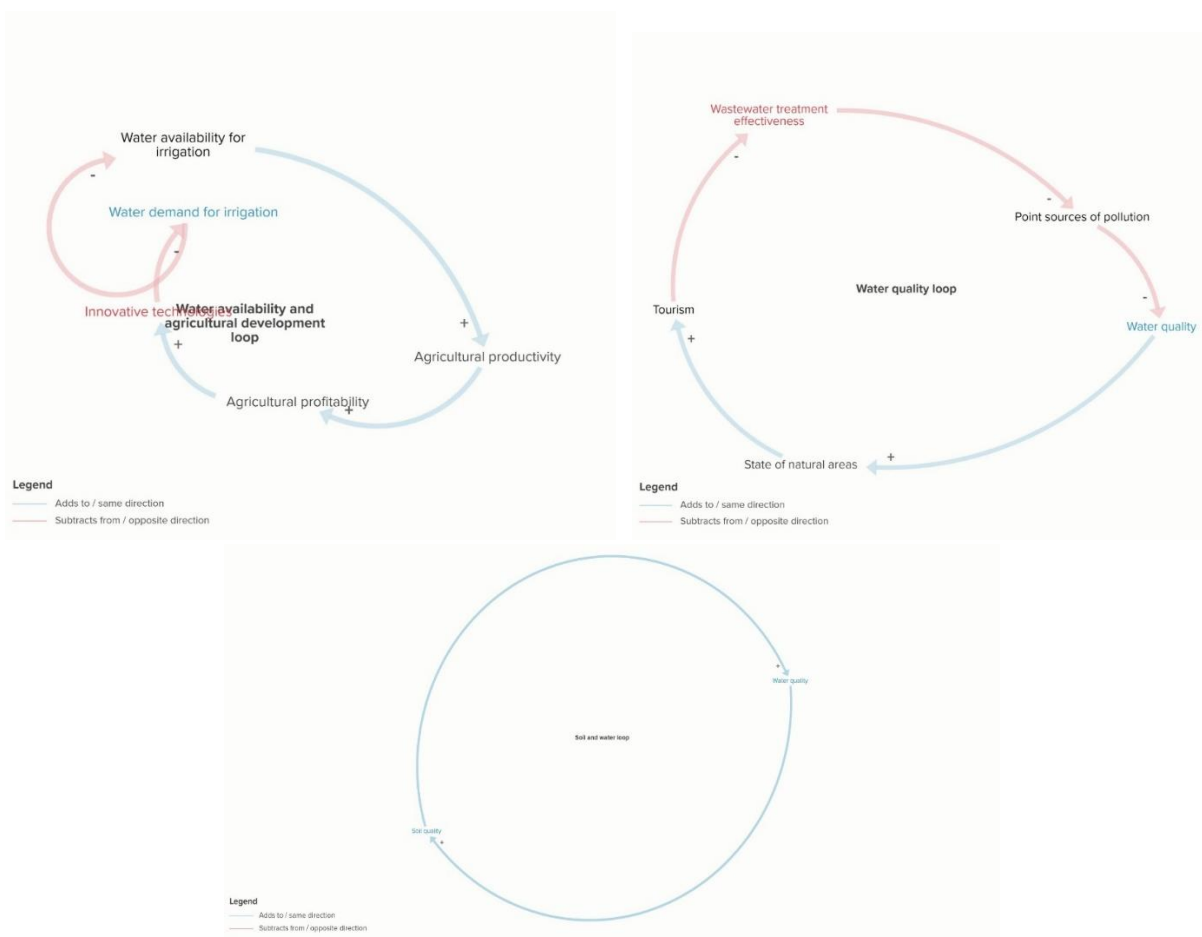 Water availability for
irrigation
-
Water demand for irrigation
-
Innovative technologies
Water availability and
agricultural development
loop
+
+
Agricultural productivity
Agricultural profitability
+
Legend
Adds to / same direction
Subtracts from / opposite direction
Wastewater treatment
effectiveness
-
-
Point sources of pollution
Water quality loop
-
Tourism
Water quality
+
State of natural areas
+
Legend
Adds to / same direction
Subtracts from / opposite direction
+
Water quality
Soil and water loop
Soil quality
+
Legend
Adds to / same direction
Subtracts from / opposite direction